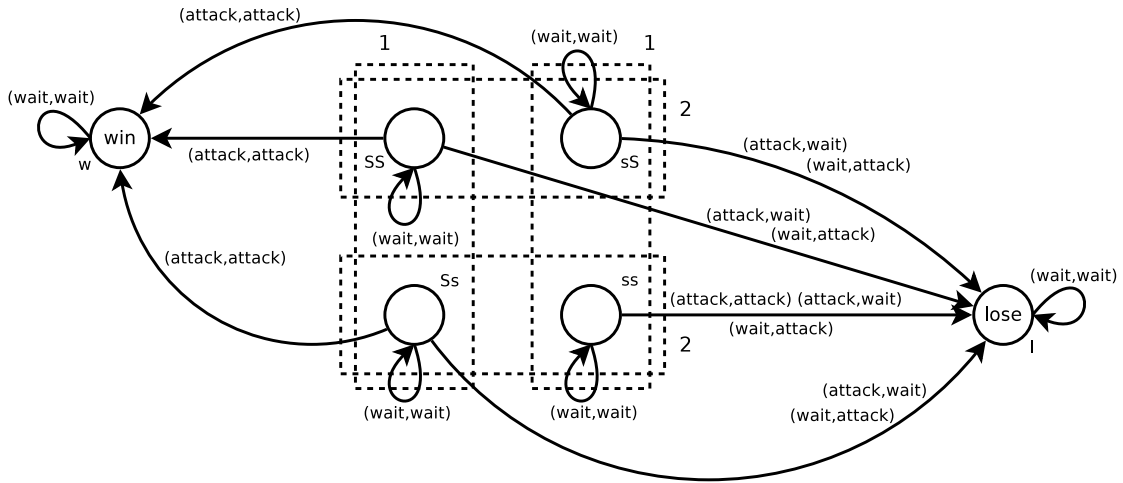 (attack,attack)
1
(wait,wait)
1
(wait,wait)
2
win
w
(attack,attack)
SS
sS
(attack,wait)
(wait,attack)
(wait,wait)
(attack,wait)
(wait,attack)
(attack,attack)
Ss
ss
(wait,wait)
(attack,attack) (attack,wait)
lose
(wait,attack)
2
l
(wait,wait)
(wait,wait)
(attack,wait)
(wait,attack)